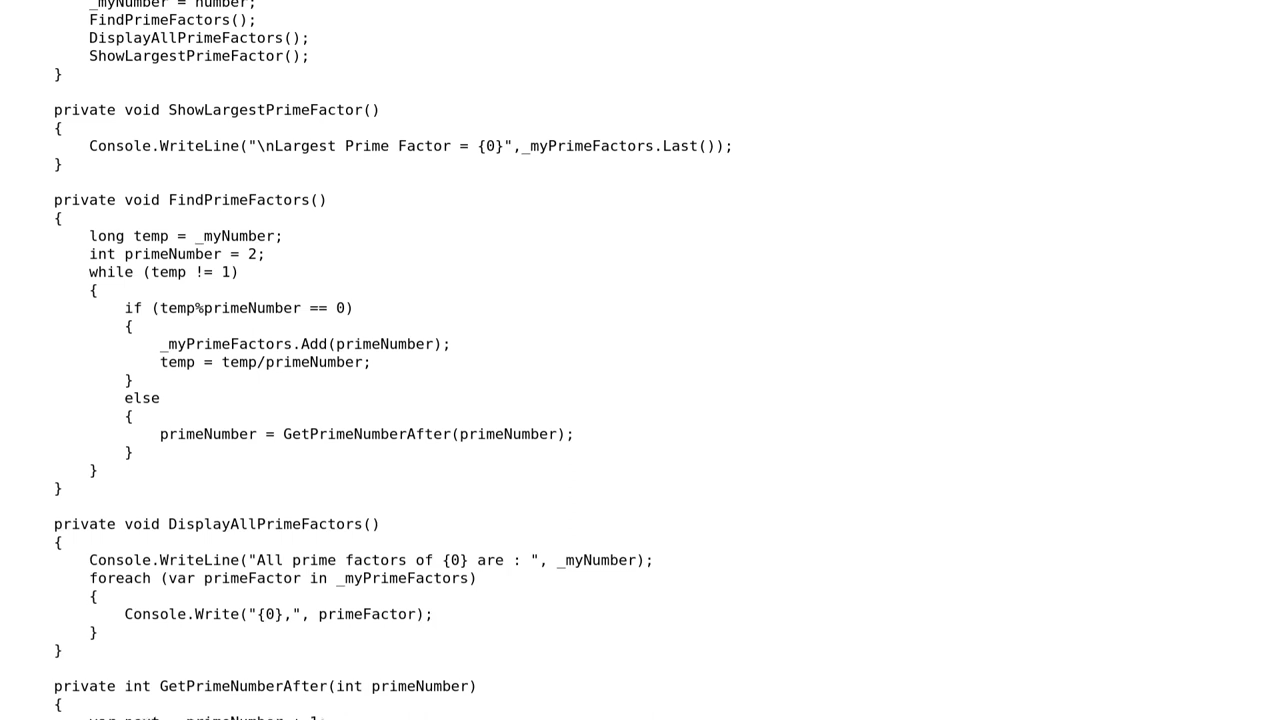 _myNumber = number;
FindPrimeFactors();
DisplayAllPrimeFactors();
ShowLargestPrimeFactor();
}
private void ShowLargestPrimeFactor()
{
Console.WriteLine("\nLargest Prime Factor = {0}",_myPrimeFactors.Last());
}
private void FindPrimeFactors()
{
long temp = _myNumber;
int primeNumber = 2;
while (temp != 1)
{
if (temp%primeNumber == 0)
{
_myPrimeFactors.Add(primeNumber);
temp = temp/primeNumber;
}
else
{
primeNumber = GetPrimeNumberAfter(primeNumber);
}
}
}
private void DisplayAllPrimeFactors()
{
Console.WriteLine("All prime factors of {0} are : ", _myNumber);
foreach (var primeFactor in _myPrimeFactors)
{
Console.Write("{0},", primeFactor);
}
}
private int GetPrimeNumberAfter(int primeNumber)
{